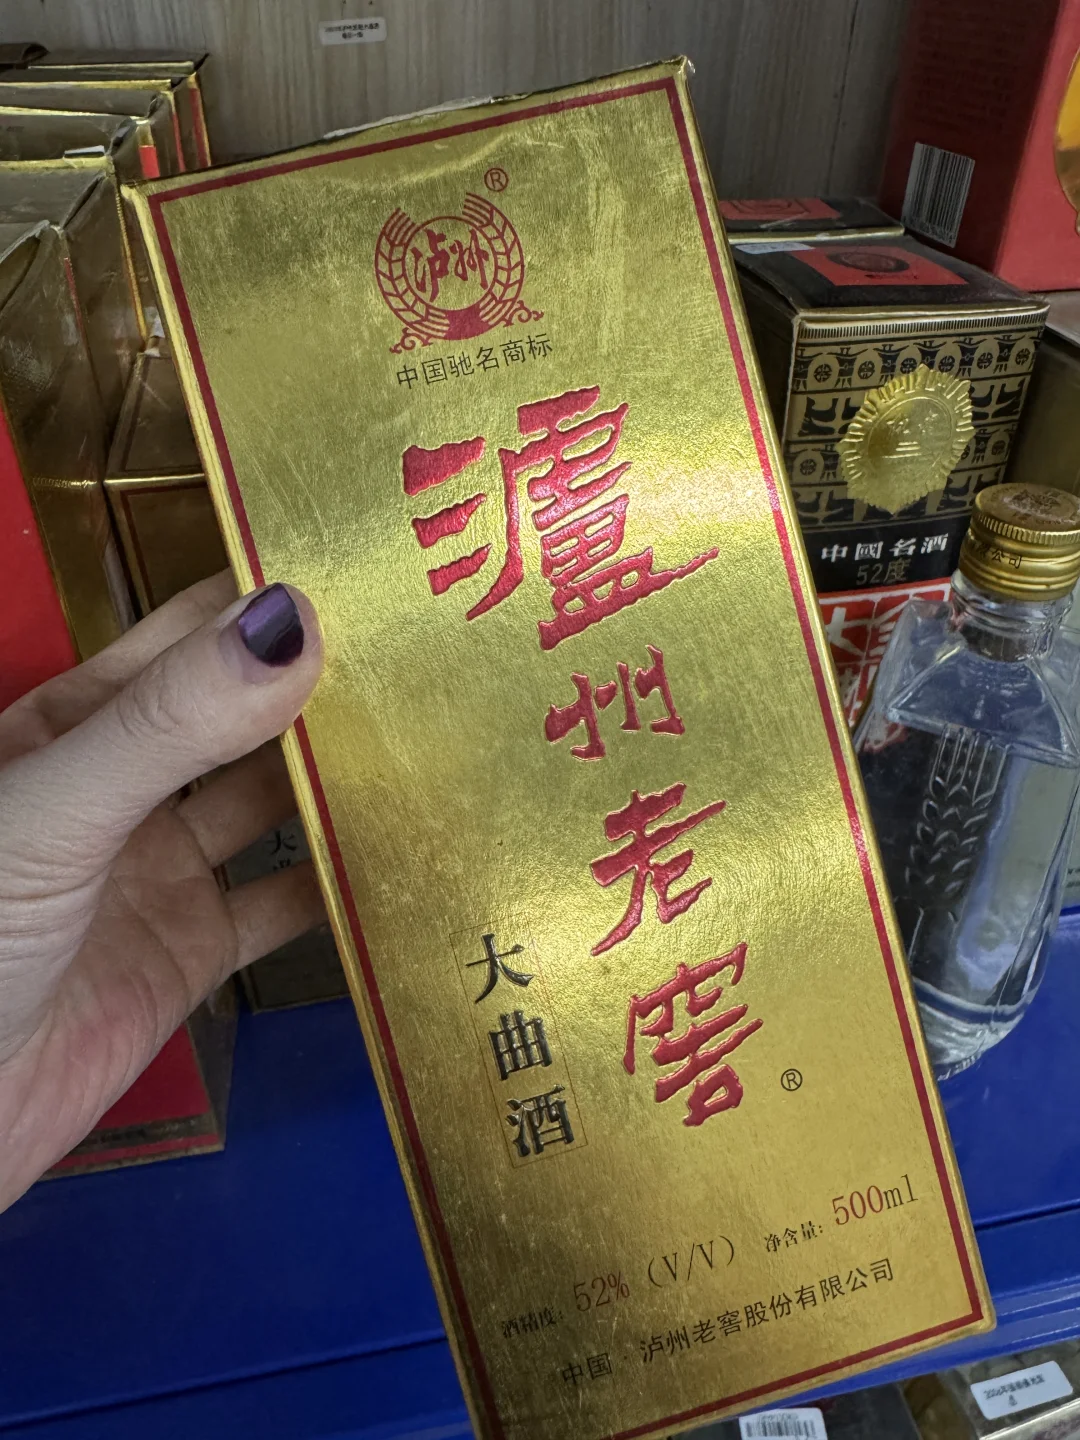 ®
泸州
中国驰名商标
瀘州老窖
®
大曲酒
酒精度：52%（V/V） 净含量：500ml
中国·泸州老窖股份有限公司
中國名酒
52度